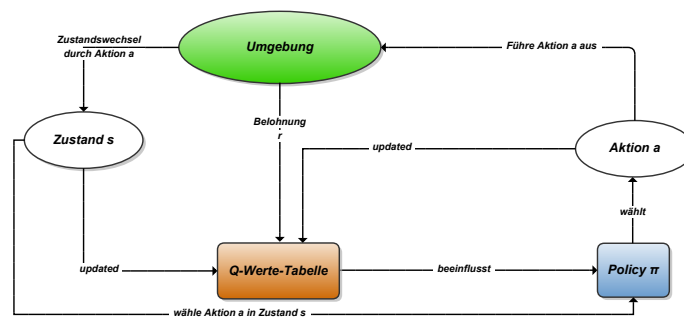 Zustandswechsel
durch Aktion a
Umgebung
Führe Aktion a aus
Belohnung
r
Zustand s
updated
Aktion a
wählt
updated
Q-Werte-Tabelle
beeinflusst
Policy π
wähle Aktion a in Zustand s